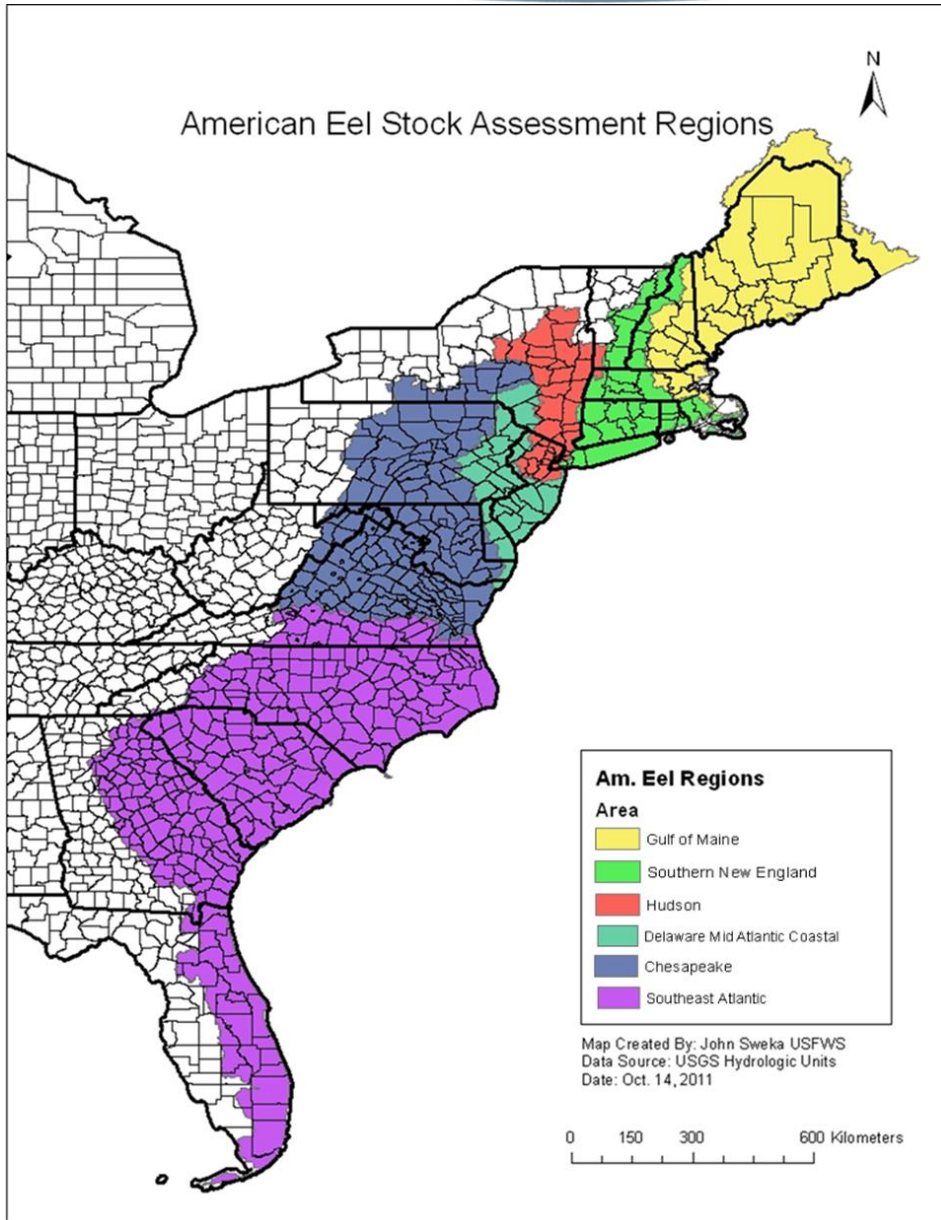 N
American Eel Stock Assessment Regions
Am. Eel Regions
Area
Gulf of Maine
Southern New England
Hudson
Delaware Mid Atlantic Coastal
Chesapeake
Southeast Atlantic
Map Created By: John Sweka USFWS
Data Source: USGS Hydrologic Units
Date: Oct. 14, 2011
0 150 300 600 Kilometers